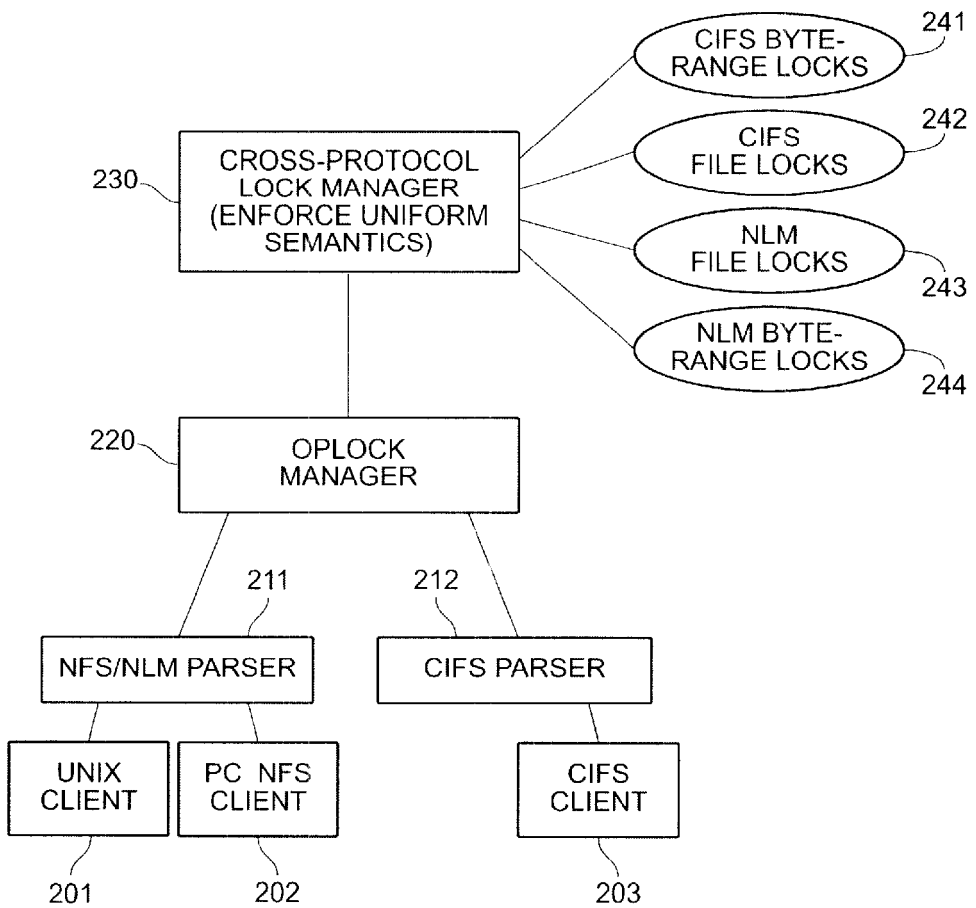 241
CIFS BYTE-
RANGE LOCKS
242
CIFS
FILE LOCKS
230
CROSS-PROTOCOL
LOCK MANAGER
(ENFORCE UNIFORM
SEMANTICS)
NLM
FILE LOCKS
243
NLM BYTE-
RANGE LOCKS
244
220
OPLOCK
MANAGER
211
212
NFS/NLM PARSER
CIFS PARSER
UNIX
CLIENT
PC NFS
CLIENT
CIFS
CLIENT
201
202
203